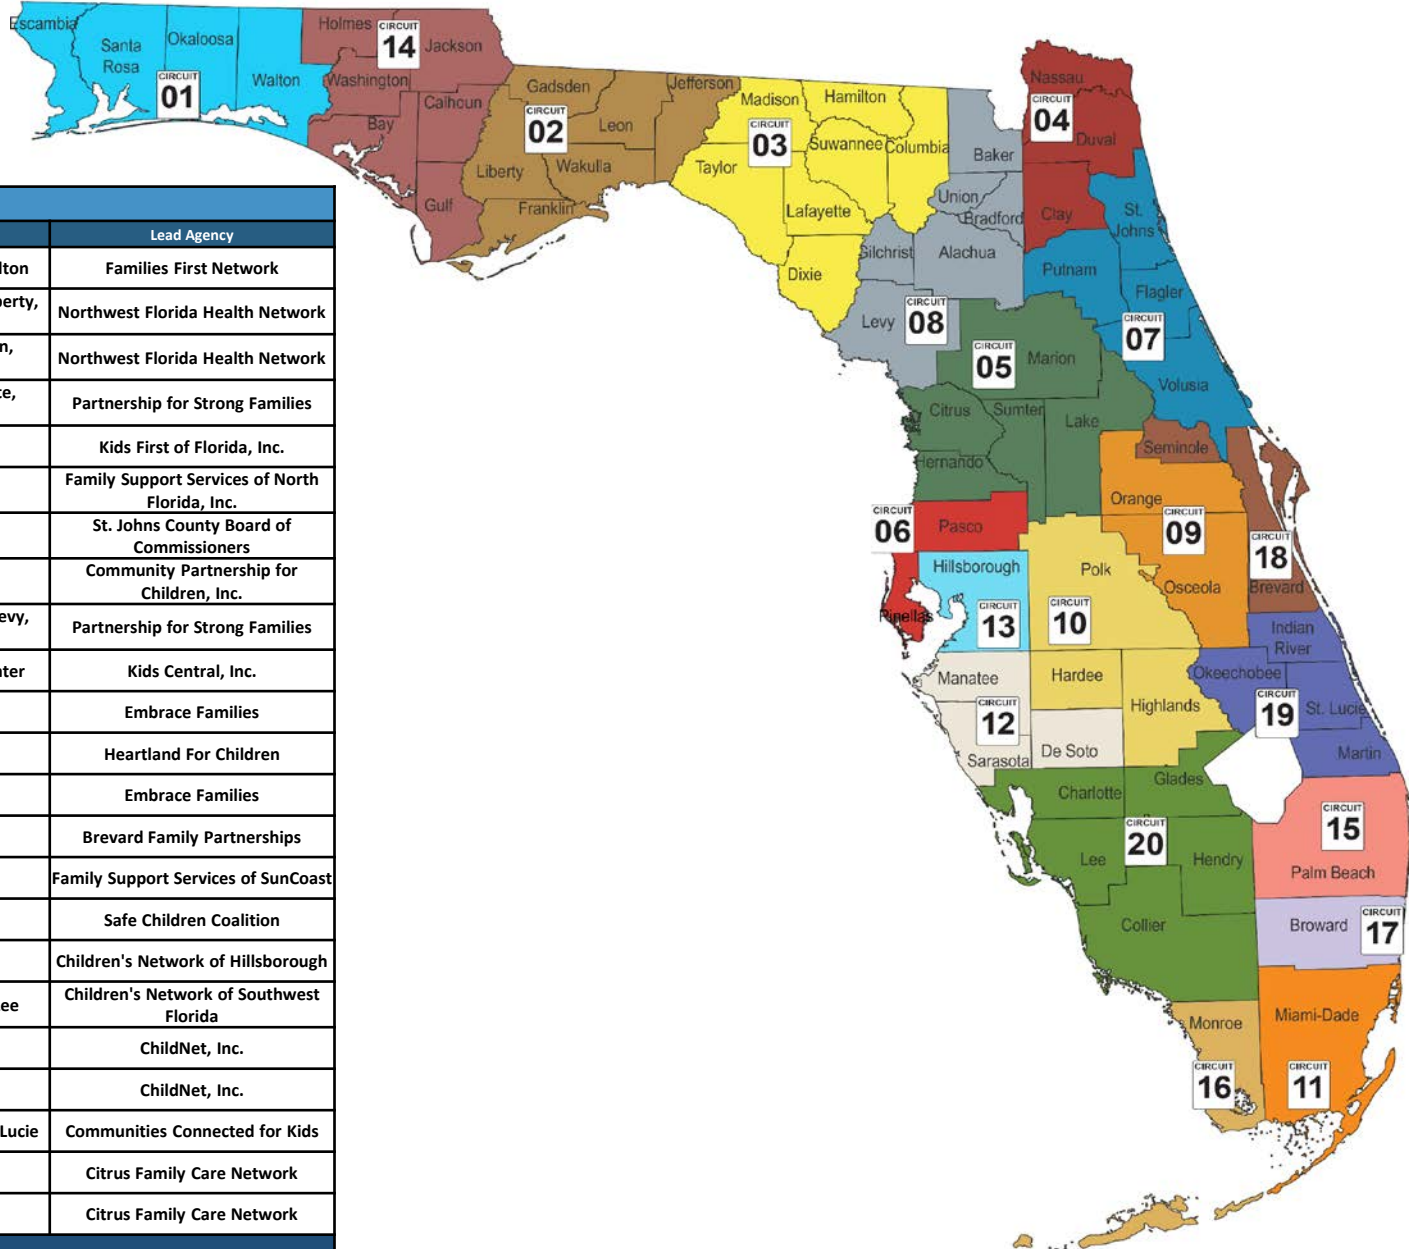 Escambia
Santa
Rosa
Okaloosa
Walton
CIRCUIT
01
Holmes
CIRCUIT
14
Jackson
Washington
Calhoun
Bay
Gulf
Gadsden
Jefferson
CIRCUIT
02
Leon
Liberty
Wakulla
Franklin
Madison
Hamilton
CIRCUIT
03
Suwannee
Columbia
Taylor
Lafayette
Dixie
Nassau
CIRCUIT
04
Duval
Clay
Baker
Union
Bradford
Gilchrist
Alachua
Levy
CIRCUIT
08
St.
Johns
Putnam
Flagler
CIRCUIT
07
Volusia
CIRCUIT
05
Marion
Citrus
Sumter
Lake
Hernando
Seminole
Orange
CIRCUIT
09
Osceola
CIRCUIT
18
Brevard
CIRCUIT
06
Pasco
Pinellas
Hillsborough
CIRCUIT
13
Polk
CIRCUIT
10
Hardee
Highlands
Manatee
CIRCUIT
12
Sarasota
De Soto
Indian
River
Okeechobee
CIRCUIT
19
St. Lucie
Martin
Charlotte
Glades
CIRCUIT
20
Lee
Hendry
Collier
CIRCUIT
15
Palm Beach
Broward
CIRCUIT
17
Monroe
CIRCUIT
16
Miami-Dade
CIRCUIT
11
Lead Agency
lton
Families First Network
perty,
Northwest Florida Health Network
n,
Northwest Florida Health Network
te,
Partnership for Strong Families
Kids First of Florida, Inc.
Family Support Services of North
Florida, Inc.
St. Johns County Board of
Commissioners
Community Partnership for
Children, Inc.
evy,
Partnership for Strong Families
nter
Kids Central, Inc.
Embrace Families
Heartland For Children
Embrace Families
Brevard Family Partnerships
Family Support Services of SunCoast
Safe Children Coalition
Children's Network of Hillsborough
ee
Children's Network of Southwest
Florida
ChildNet, Inc.
ChildNet, Inc.
Lucie
Communities Connected for Kids
Citrus Family Care Network
Citrus Family Care Network